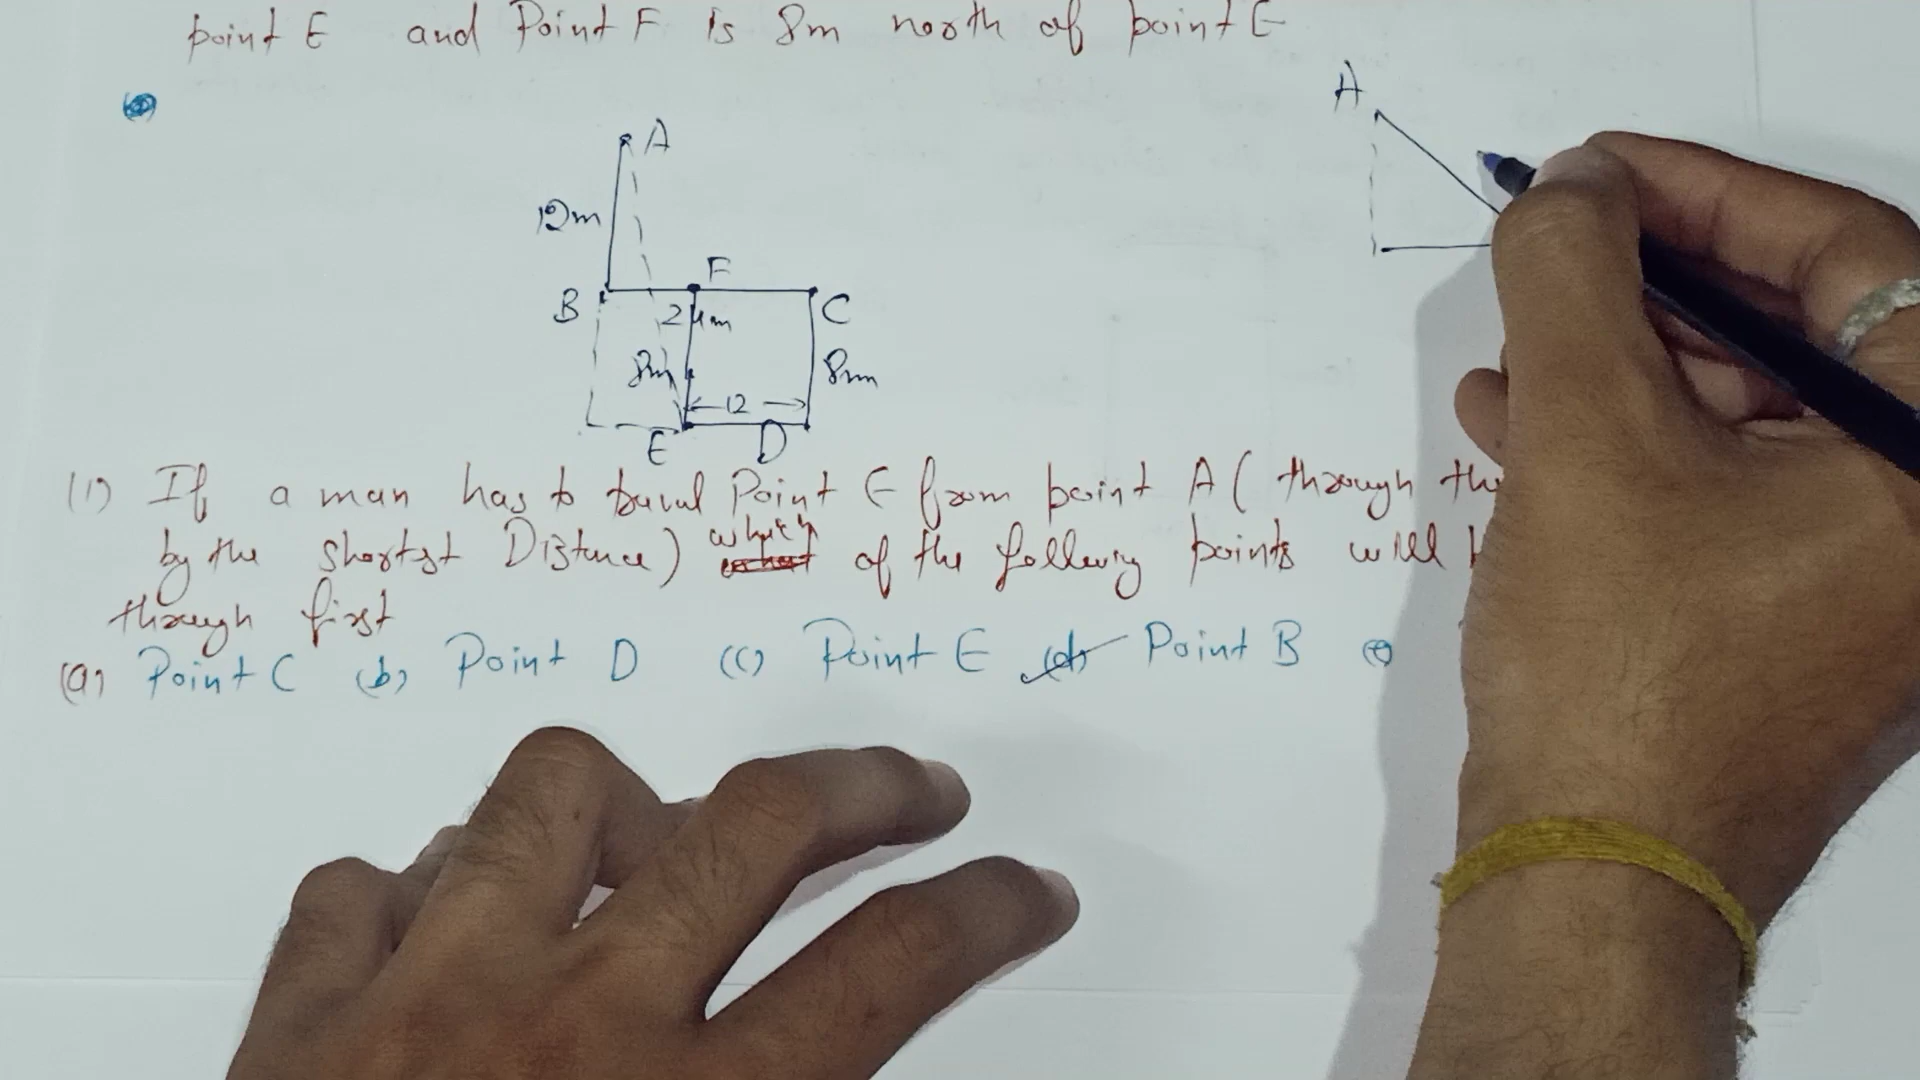 point E and Point F is 8m north of point E
A
A
12m
F
B
24m
C
8m
8m
12
E
D
(1) If a man has to travel Point E from point A (through the
by the shortest Distance) which of the following points will
through first
(a) Point C (b) Point D (c) Point E (d) Point B (e)